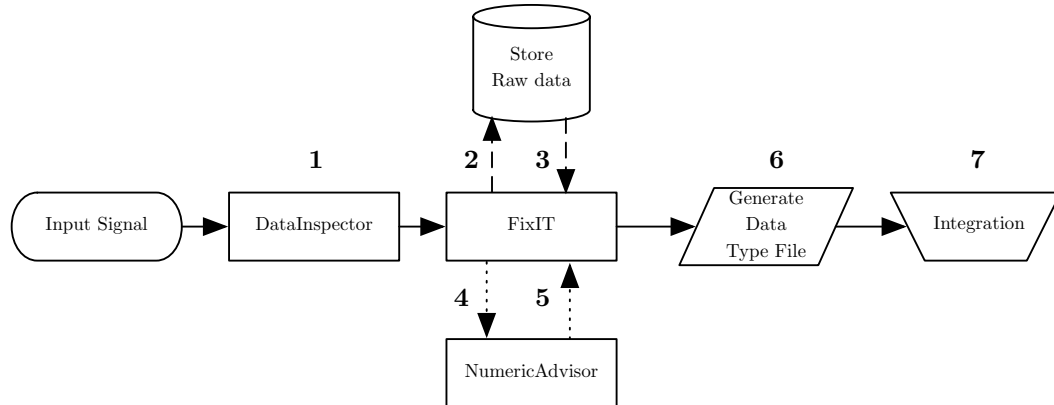 Store
Raw data
1
2
3
6
7
Input Signal
DataInspector
FixIT
Generate
Data
Type File
Integration
4
5
NumericAdvisor